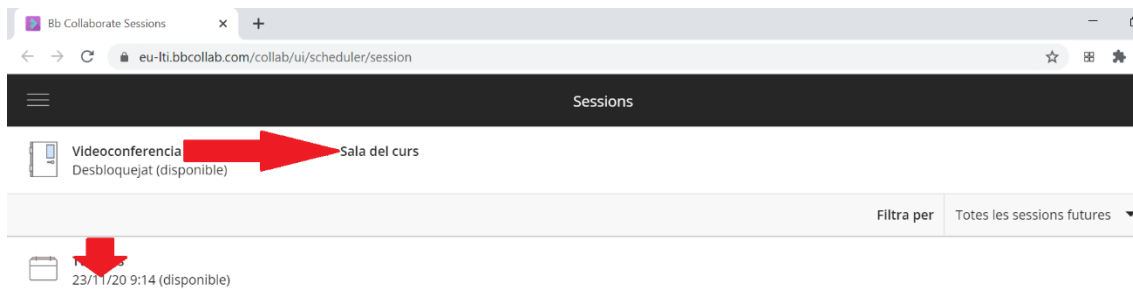 Bb Collaborate Sessions
eu-lti.bbcollab.com/collab/ui/scheduler/session
Sessions
Videoconferencia
Sala del curs
Desbloquejat (disponible)
Filtra per Totes les sessions futures
23/11/20 9:14 (disponible)